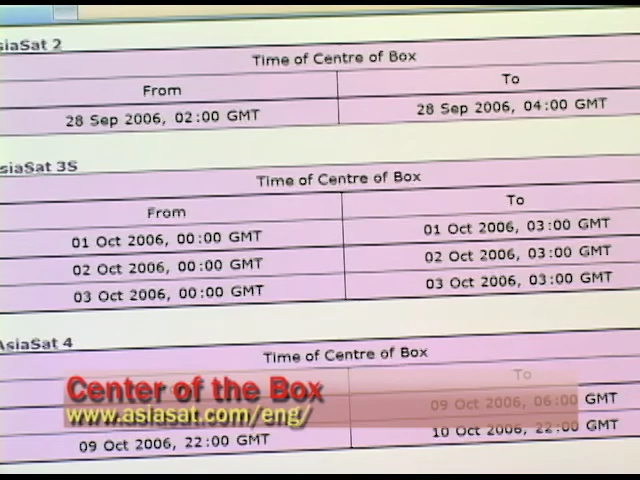 siaSat 2
Time of Centre of Box
From To
28 Sep 2006, 02:00 GMT 28 Sep 2006, 04:00 GMT
siaSat 3S
Time of Centre of Box
From To
01 Oct 2006, 00:00 GMT 01 Oct 2006, 03:00 GMT
02 Oct 2006, 00:00 GMT 02 Oct 2006, 03:00 GMT
03 Oct 2006, 00:00 GMT 03 Oct 2006, 03:00 GMT
AsiaSat 4
Time of Centre of Box
To
Center of the Box
09 Oct 2006, 06:00 GMT
www.asiasat.com/eng/
09 Oct 2006, 22:00 GMT 10 Oct 2006, 22:00 GMT